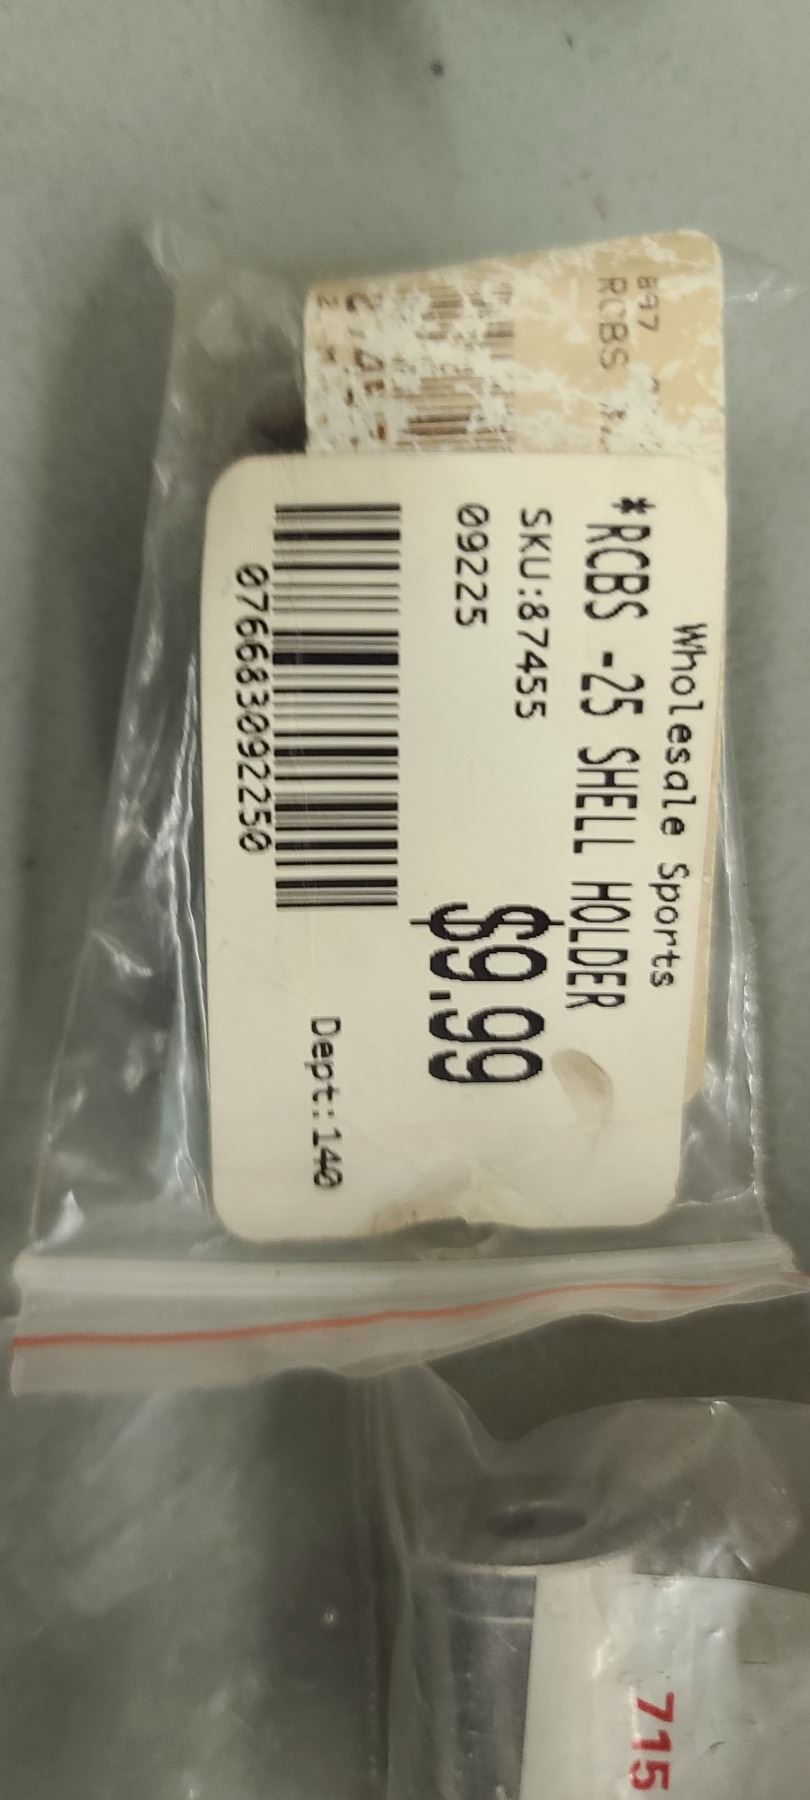 897
RCBS
Wholesale Sports
*RCBS -25 SHELL HOLDER
SKU:87455
09225
$9.99
076683092250
Dept:140
715